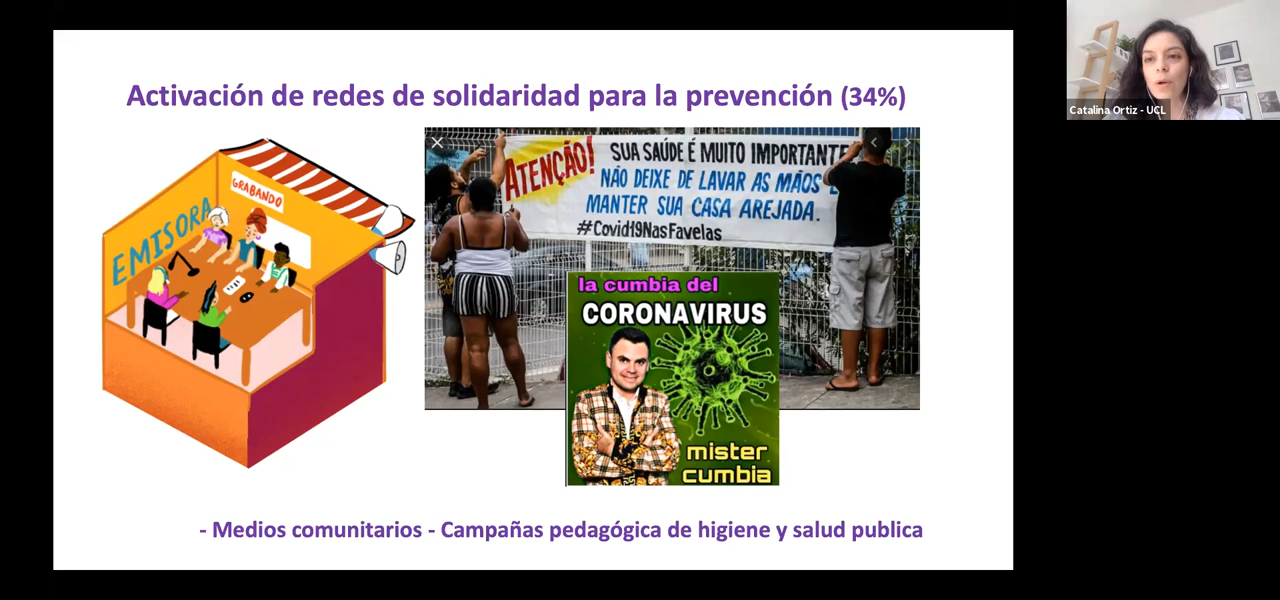 Activación de redes de solidaridad para la prevención (34%)
Catalina Ortiz - UCL
EMISORA
GRABANDO
ATENÇÃO!
SUA SAÚDE É MUITO IMPORTANTE
NÃO DEIXE DE LAVAR AS MÃOS E
MANTER SUA CASA AREJADA.
#Covid19NasFavelas
la cumbia del
CORONAVIRUS
mister
cumbia
- Medios comunitarios - Campañas pedagógica de higiene y salud publica